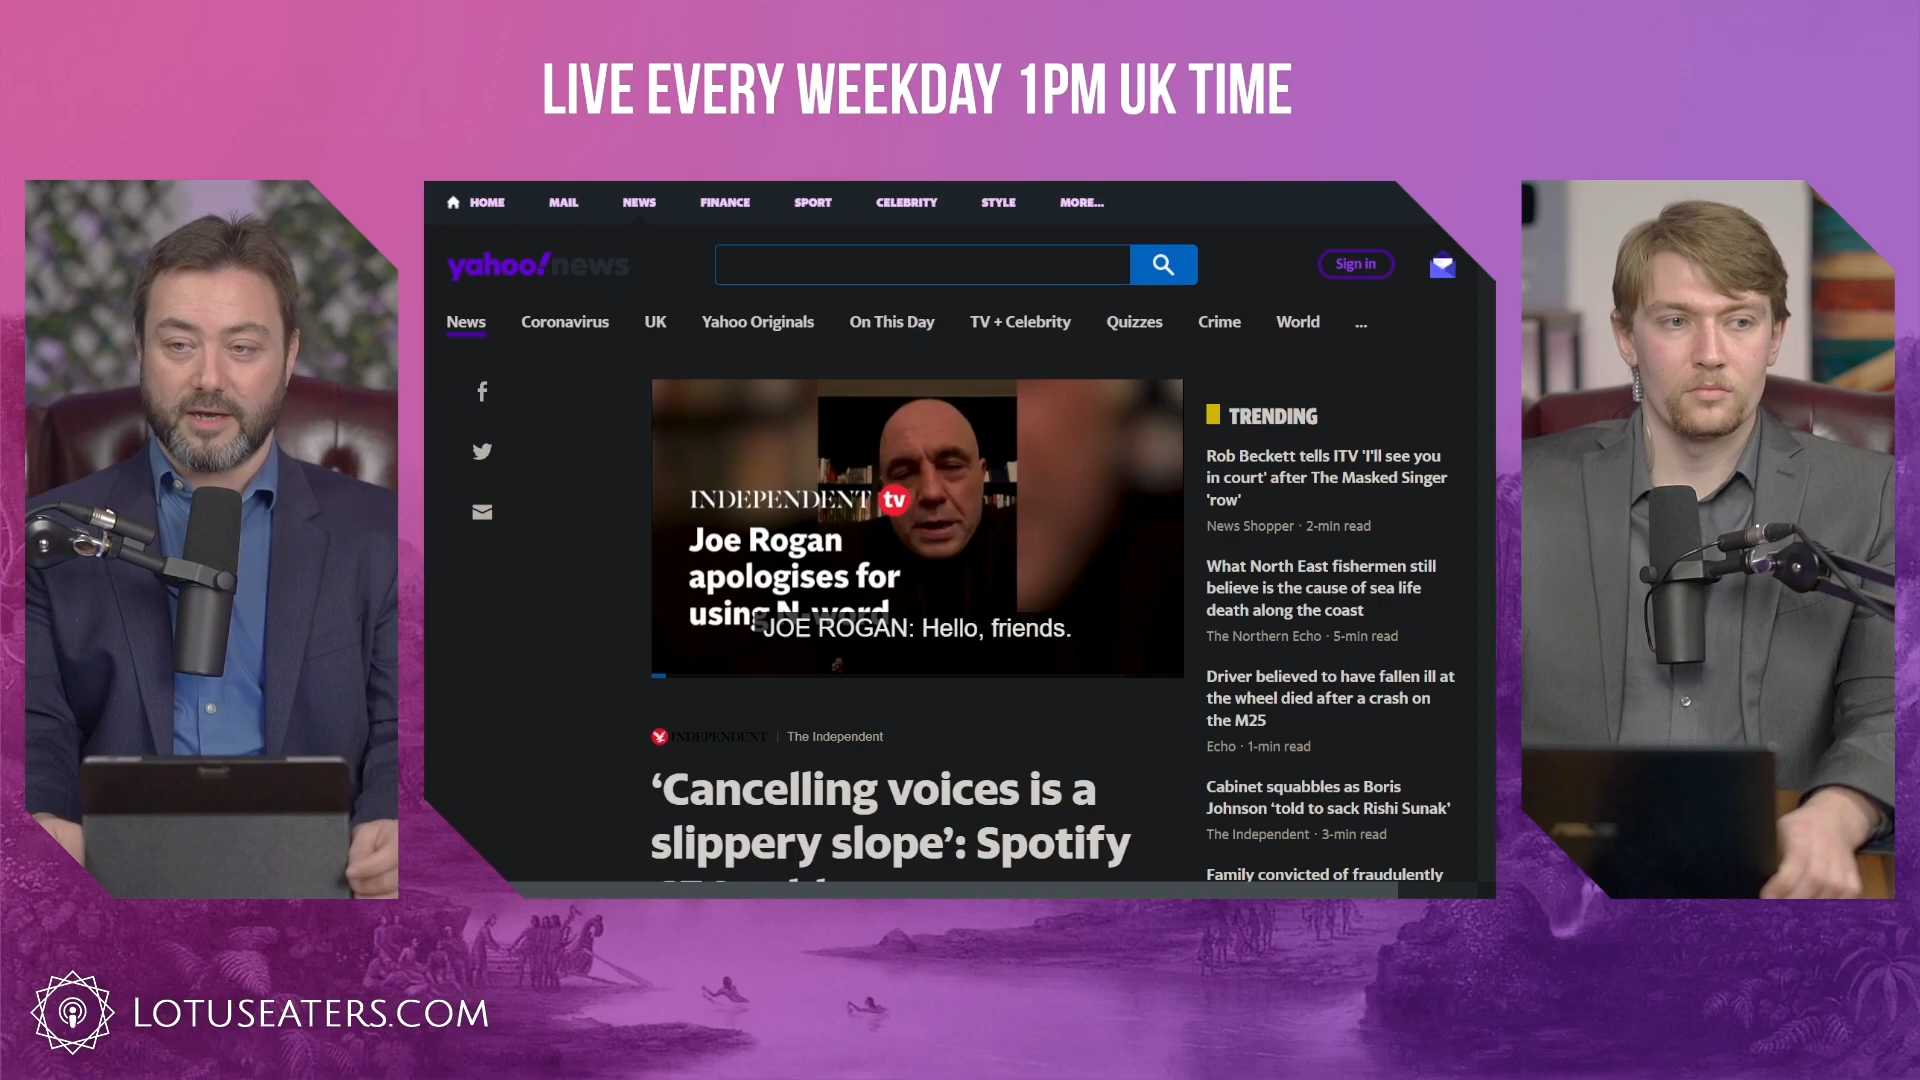 LIVE EVERY WEEKDAY 1PM UK TIME
HOME MAIL NEWS FINANCE SPORT CELEBRITY STYLE MORE...
yahoo!news
Sign in
News Coronavirus UK Yahoo Originals On This Day TV + Celebrity Quizzes Crime World ...
INDEPENDENT tv
Joe Rogan
apologises for
using N-word
JOE ROGAN: Hello, friends.
INDEPENDENT | The Independent
‘Cancelling voices is a
slippery slope’: Spotify
TRENDING
Rob Beckett tells ITV 'I'll see you
in court' after The Masked Singer
'row'
News Shopper · 2-min read
What North East fishermen still
believe is the cause of sea life
death along the coast
The Northern Echo · 5-min read
Driver believed to have fallen ill at
the wheel died after a crash on
the M25
Echo · 1-min read
Cabinet squabbles as Boris
Johnson ‘told to sack Rishi Sunak’
The Independent · 3-min read
Family convicted of fraudulently
LOTUSEATERS.COM